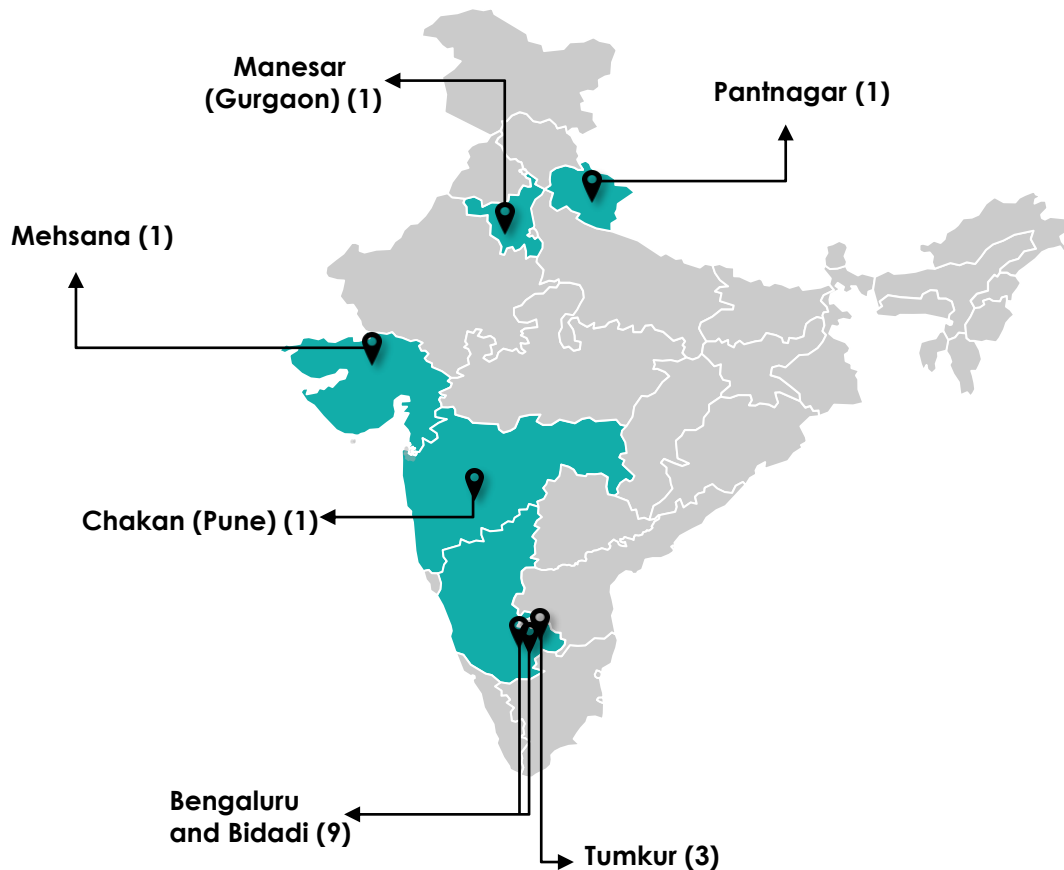 Manesar
(Gurgaon) (1)
Pantnagar (1)
Mehsana (1)
Chakan (Pune) (1)
Bengaluru
and Bidadi (9)
Tumkur (3)